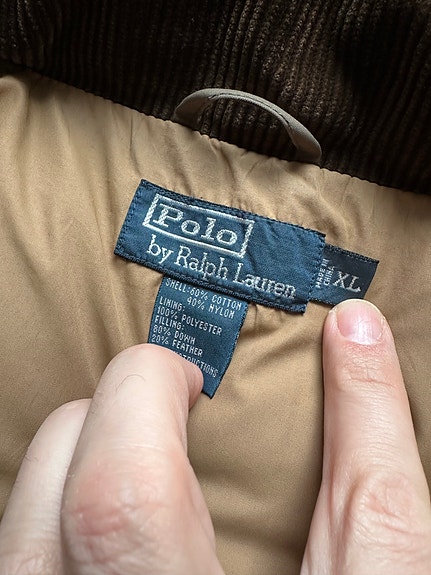 Polo
by Ralph Lauren
MADE IN
CHINA
XL
SHELL-60% COTTON
40% NYLON
LINING:
100% POLYESTER
FILLING:
80% DOWN
20% FEATHER